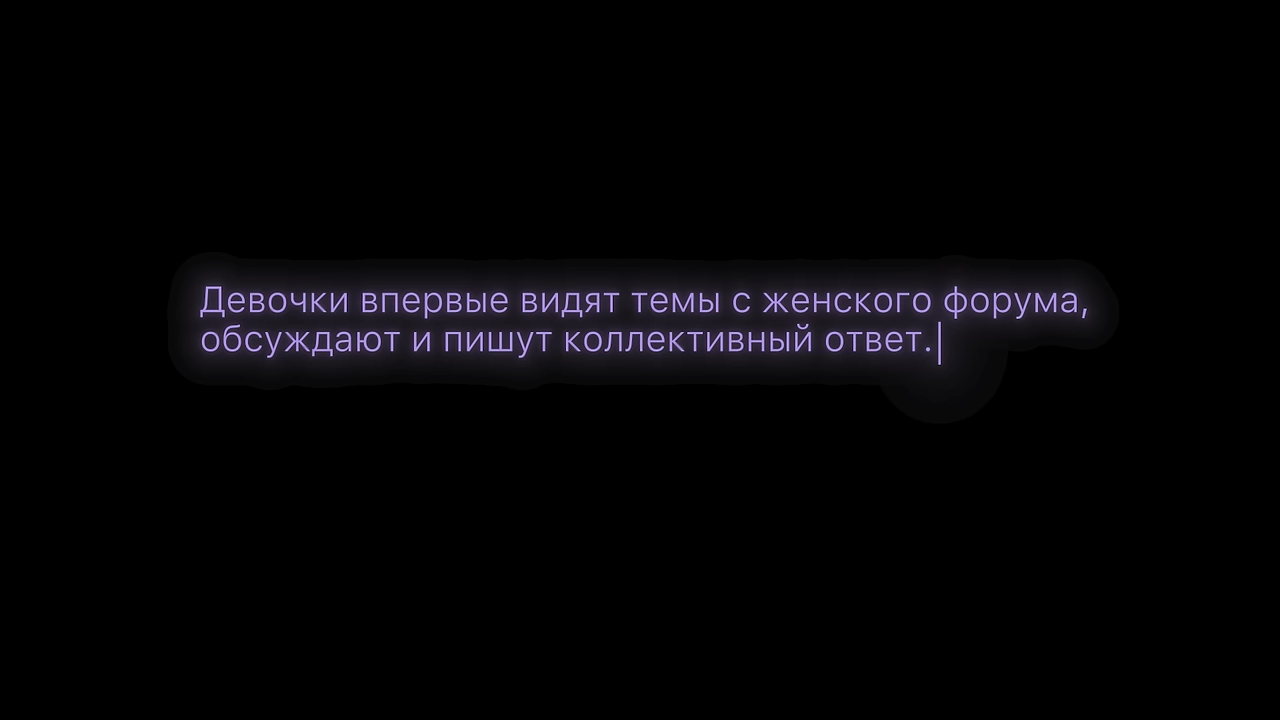 Девочки впервые видят темы с женского форума,
обсуждают и пишут коллективный ответ.